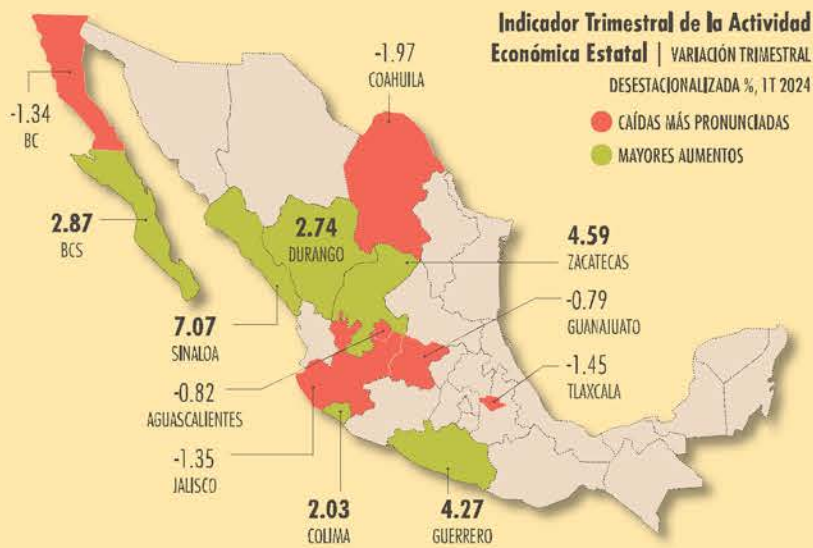 Indicador Trimestral de la Actividad
Económica Estatal | VARIACIÓN TRIMESTRAL
DESESTACIONALIZADA %, 1T 2024
CAÍDAS MÁS PRONUNCIADAS
MAYORES AUMENTOS
-1.97
COAHUILA
-1.34
BC
2.87
BCS
2.74
DURANGO
4.59
ZACATECAS
7.07
SINALOA
-0.79
GUANAJUATO
-0.82
AGUASCALIENTES
-1.45
TLAXCALA
-1.35
JALISCO
2.03
COLIMA
4.27
GUERRERO